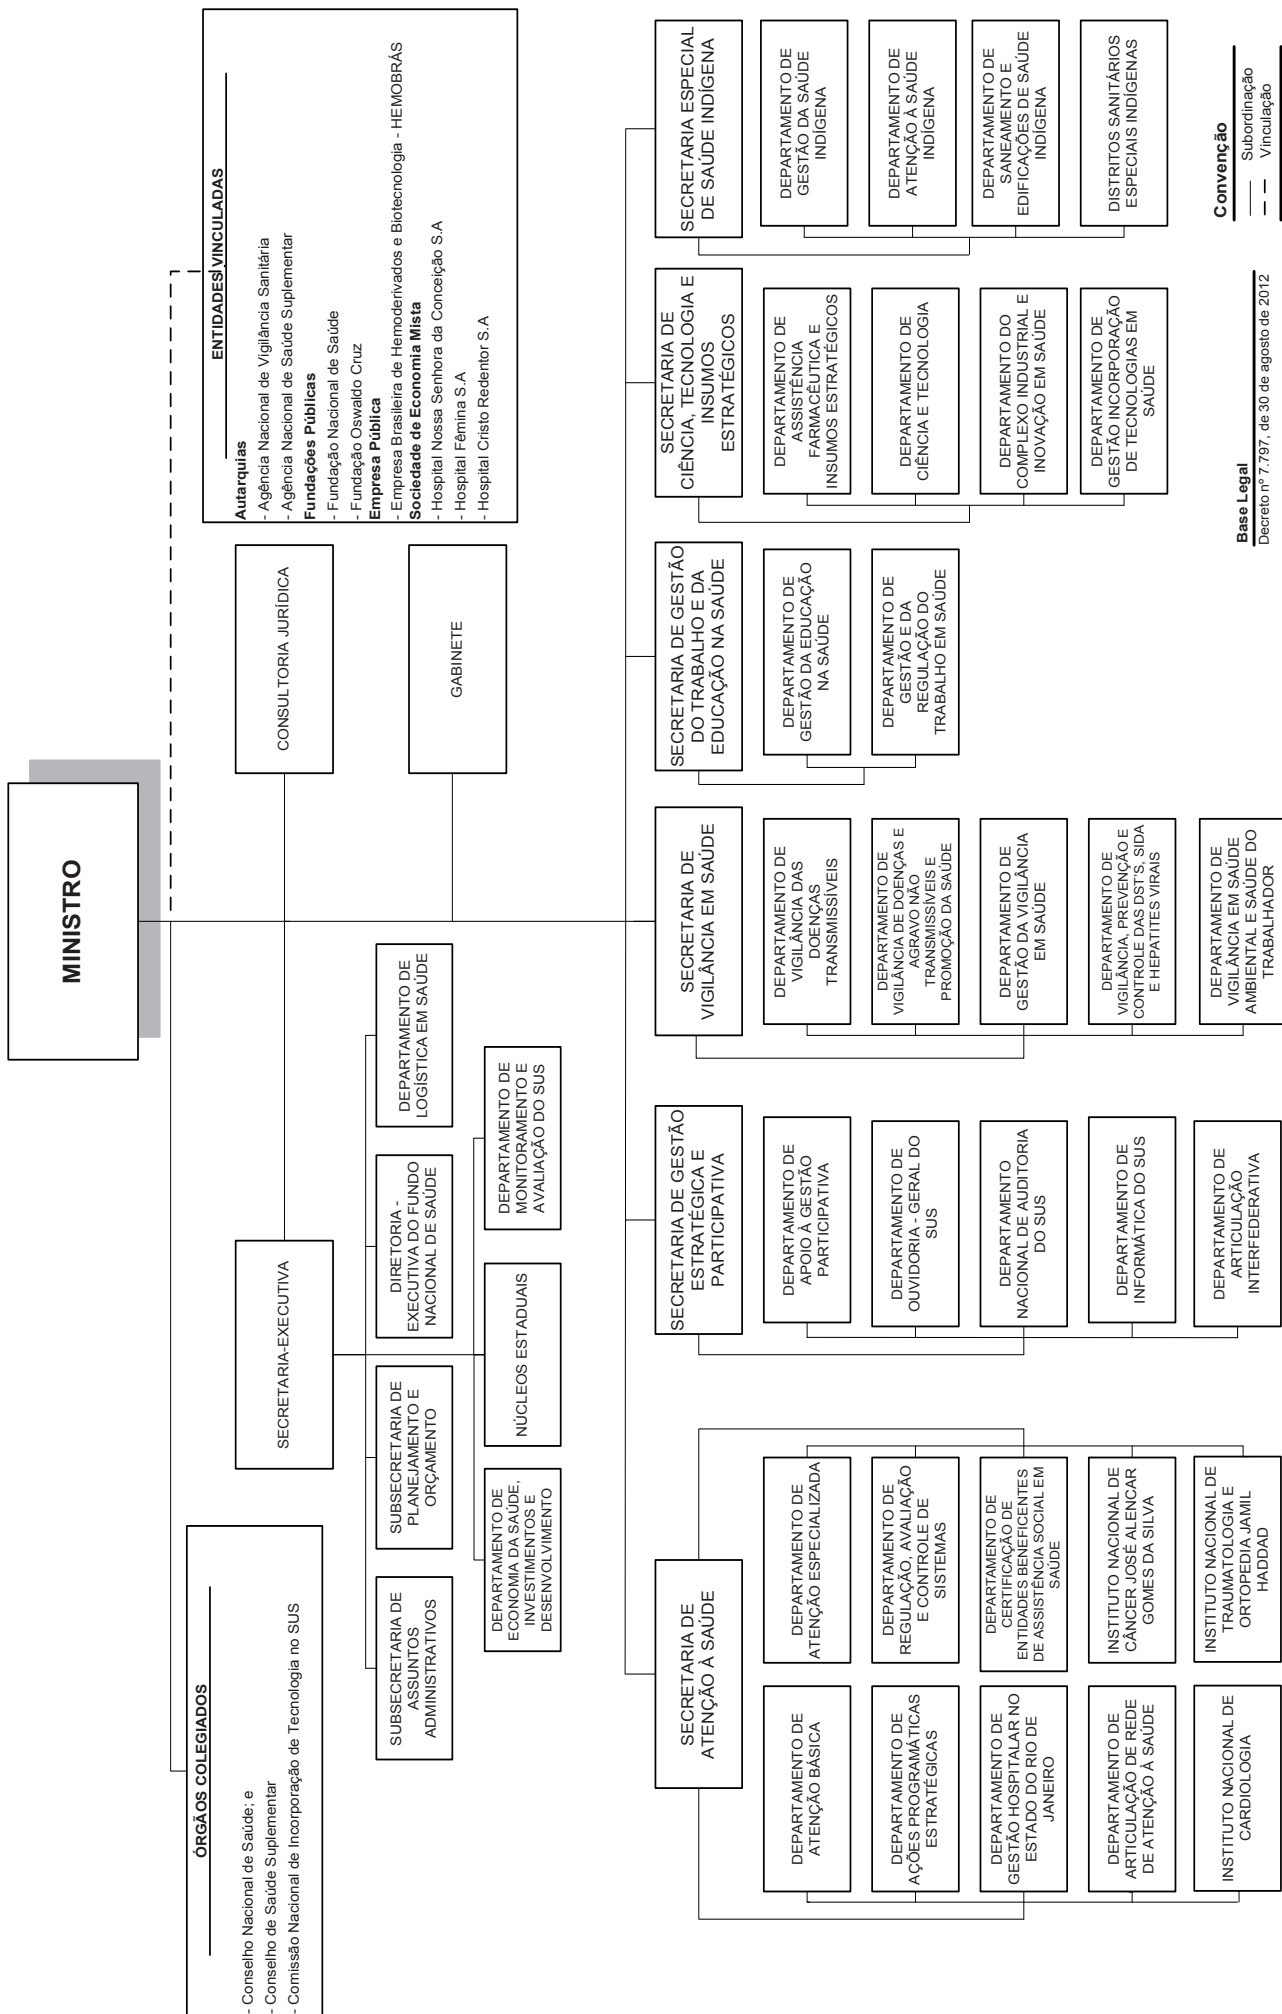 MINISTRO
ÓRGÃOS COLEGIADOS
- Conselho Nacional de Saúde; e
- Conselho de Saúde Suplementar
- Comissão Nacional de Incorporação de Tecnologia no SUS
SECRETARIA-EXECUTIVA
CONSULTORIA JURÍDICA
GABINETE
ENTIDADES VINCULADAS
Autarquias
- Agência Nacional de Vigilância Sanitária
- Agência Nacional de Saúde Suplementar
Fundações Públicas
- Fundação Nacional de Saúde
- Fundação Oswaldo Cruz
Empresa Pública
- Empresa Brasileira de Hemoderivados e Biotecnologia - HEMOBRÁS
Sociedade de Economia Mista
- Hospital Nossa Senhora da Conceição S.A
- Hospital Fêmina S.A
- Hospital Cristo Redentor S.A
SUBSECRETARIA DE
ASSUNTOS
ADMINISTRATIVOS
SUBSECRETARIA DE
PLANEJAMENTO E
ORÇAMENTO
DIRETORIA -
EXECUTIVA DO FUNDO
NACIONAL DE SAÚDE
DEPARTAMENTO DE
LOGÍSTICA EM SAÚDE
DEPARTAMENTO DE
ECONOMIA DA SAÚDE,
INVESTIMENTOS E
DESENVOLVIMENTO
NÚCLEOS ESTADUAIS
DEPARTAMENTO DE
MONITORAMENTO E
AVALIAÇÃO DO SUS
SECRETARIA DE
ATENÇÃO À SAÚDE
DEPARTAMENTO DE
ATENÇÃO BÁSICA
DEPARTAMENTO DE
AÇÕES PROGRAMÁTICAS
ESTRATÉGICAS
DEPARTAMENTO DE
GESTÃO HOSPITALAR NO
ESTADO DO RIO DE
JANEIRO
DEPARTAMENTO DE
ARTICULAÇÃO DE REDE
DE ATENÇÃO À SAÚDE
INSTITUTO NACIONAL DE
CARDIOLOGIA
DEPARTAMENTO DE
ATENÇÃO ESPECIALIZADA
DEPARTAMENTO DE
REGULAÇÃO, AVALIAÇÃO
E CONTROLE DE
SISTEMAS
DEPARTAMENTO DE
CERTIFICAÇÃO DE
ENTIDADES BENEFICENTES
DE ASSISTÊNCIA SOCIAL EM
SAÚDE
INSTITUTO NACIONAL DE
CÂNCER JOSÉ ALENCAR
GOMES DA SILVA
INSTITUTO NACIONAL DE
TRAUMATOLOGIA E
ORTOPEDIA JAMIL
HADDAD
SECRETARIA DE GESTÃO
ESTRATÉGICA E
PARTICIPATIVA
DEPARTAMENTO DE
APOIO À GESTÃO
PARTICIPATIVA
DEPARTAMENTO DE
OUVIDORIA - GERAL DO
SUS
DEPARTAMENTO
NACIONAL DE AUDITORIA
DO SUS
DEPARTAMENTO DE
INFORMÁTICA DO SUS
DEPARTAMENTO DE
ARTICULAÇÃO
INTERFEDERATIVA
SECRETARIA DE
VIGILÂNCIA EM SAÚDE
DEPARTAMENTO DE
VIGILÂNCIA DAS
DOENÇAS
TRANSMISSÍVEIS
DEPARTAMENTO DE
VIGILÂNCIA DE DOENÇAS E
AGRAVO NÃO
TRANSMISSÍVEIS E
PROMOÇÃO DA SAÚDE
DEPARTAMENTO DE
GESTÃO DA VIGILÂNCIA
EM SAÚDE
DEPARTAMENTO DE
VIGILÂNCIA, PREVENÇÃO E
CONTROLE DAS DST'S, SIDA
E HEPATITES VIRAIS
DEPARTAMENTO DE
VIGILÂNCIA EM SAÚDE
AMBIENTAL E SAÚDE DO
TRABALHADOR
SECRETARIA DE GESTÃO
DO TRABALHO E DA
EDUCAÇÃO NA SAÚDE
DEPARTAMENTO DE
GESTÃO DA EDUCAÇÃO
NA SAÚDE
DEPARTAMENTO DE
GESTÃO E DA
REGULAÇÃO DO
TRABALHO EM SAÚDE
SECRETARIA DE
CIÊNCIA, TECNOLOGIA E
INSUMOS
ESTRATÉGICOS
DEPARTAMENTO DE
ASSISTÊNCIA
FARMACÊUTICA E
INSUMOS ESTRATÉGICOS
DEPARTAMENTO DE
CIÊNCIA E TECNOLOGIA
DEPARTAMENTO DO
COMPLEXO INDUSTRIAL E
INOVAÇÃO EM SAÚDE
DEPARTAMENTO DE
GESTÃO INCORPORAÇÃO
DE TECNOLOGIAS EM
SAÚDE
SECRETARIA ESPECIAL
DE SAÚDE INDÍGENA
DEPARTAMENTO DE
GESTÃO DA SAÚDE
INDÍGENA
DEPARTAMENTO DE
ATENÇÃO À SAÚDE
INDÍGENA
DEPARTAMENTO DE
SANEAMENTO E
EDIFICAÇÕES DE SAÚDE
INDÍGENA
DISTRITOS SANITÁRIOS
ESPECIAIS INDÍGENAS
Base Legal
Decreto nº 7.797, de 30 de agosto de 2012
Convenção
Subordinação
Vinculação